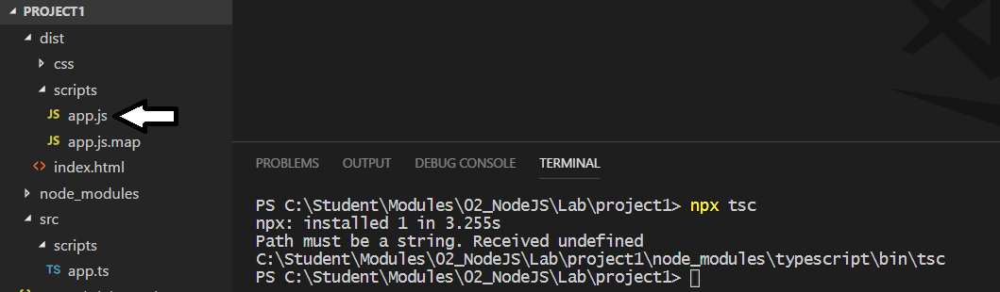 PROJECT1
dist
css
scripts
JS app.js
JS app.js.map
<> index.html
node_modules
src
scripts
TS app.ts
PROBLEMS OUTPUT DEBUG CONSOLE TERMINAL
PS C:\Student\Modules\02_NodeJS\Lab\project1> npx tsc
npx: installed 1 in 3.255s
Path must be a string. Received undefined
C:\Student\Modules\02_NodeJS\Lab\project1\node_modules\typescript\bin\tsc
PS C:\Student\Modules\02_NodeJS\Lab\project1>